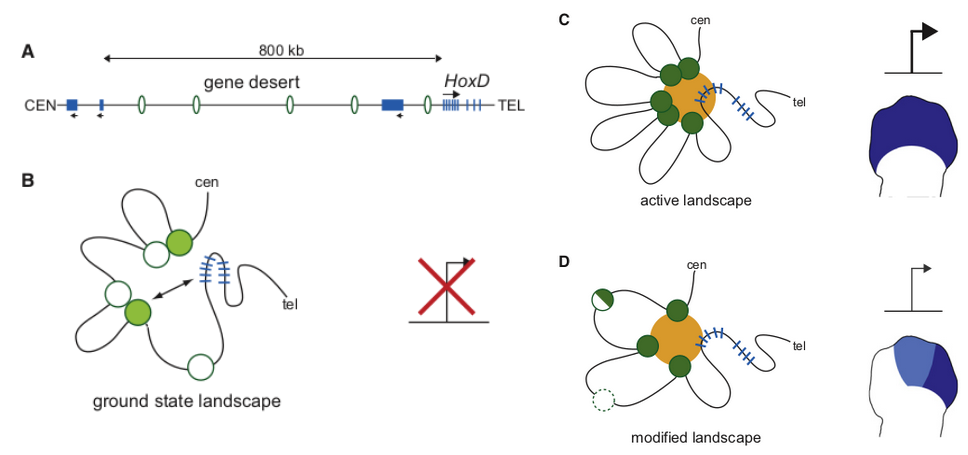 A
800 kb
gene desert
HoxD
CEN
TEL
B
cen
tel
ground state landscape
C
cen
tel
active landscape
D
cen
tel
modified landscape